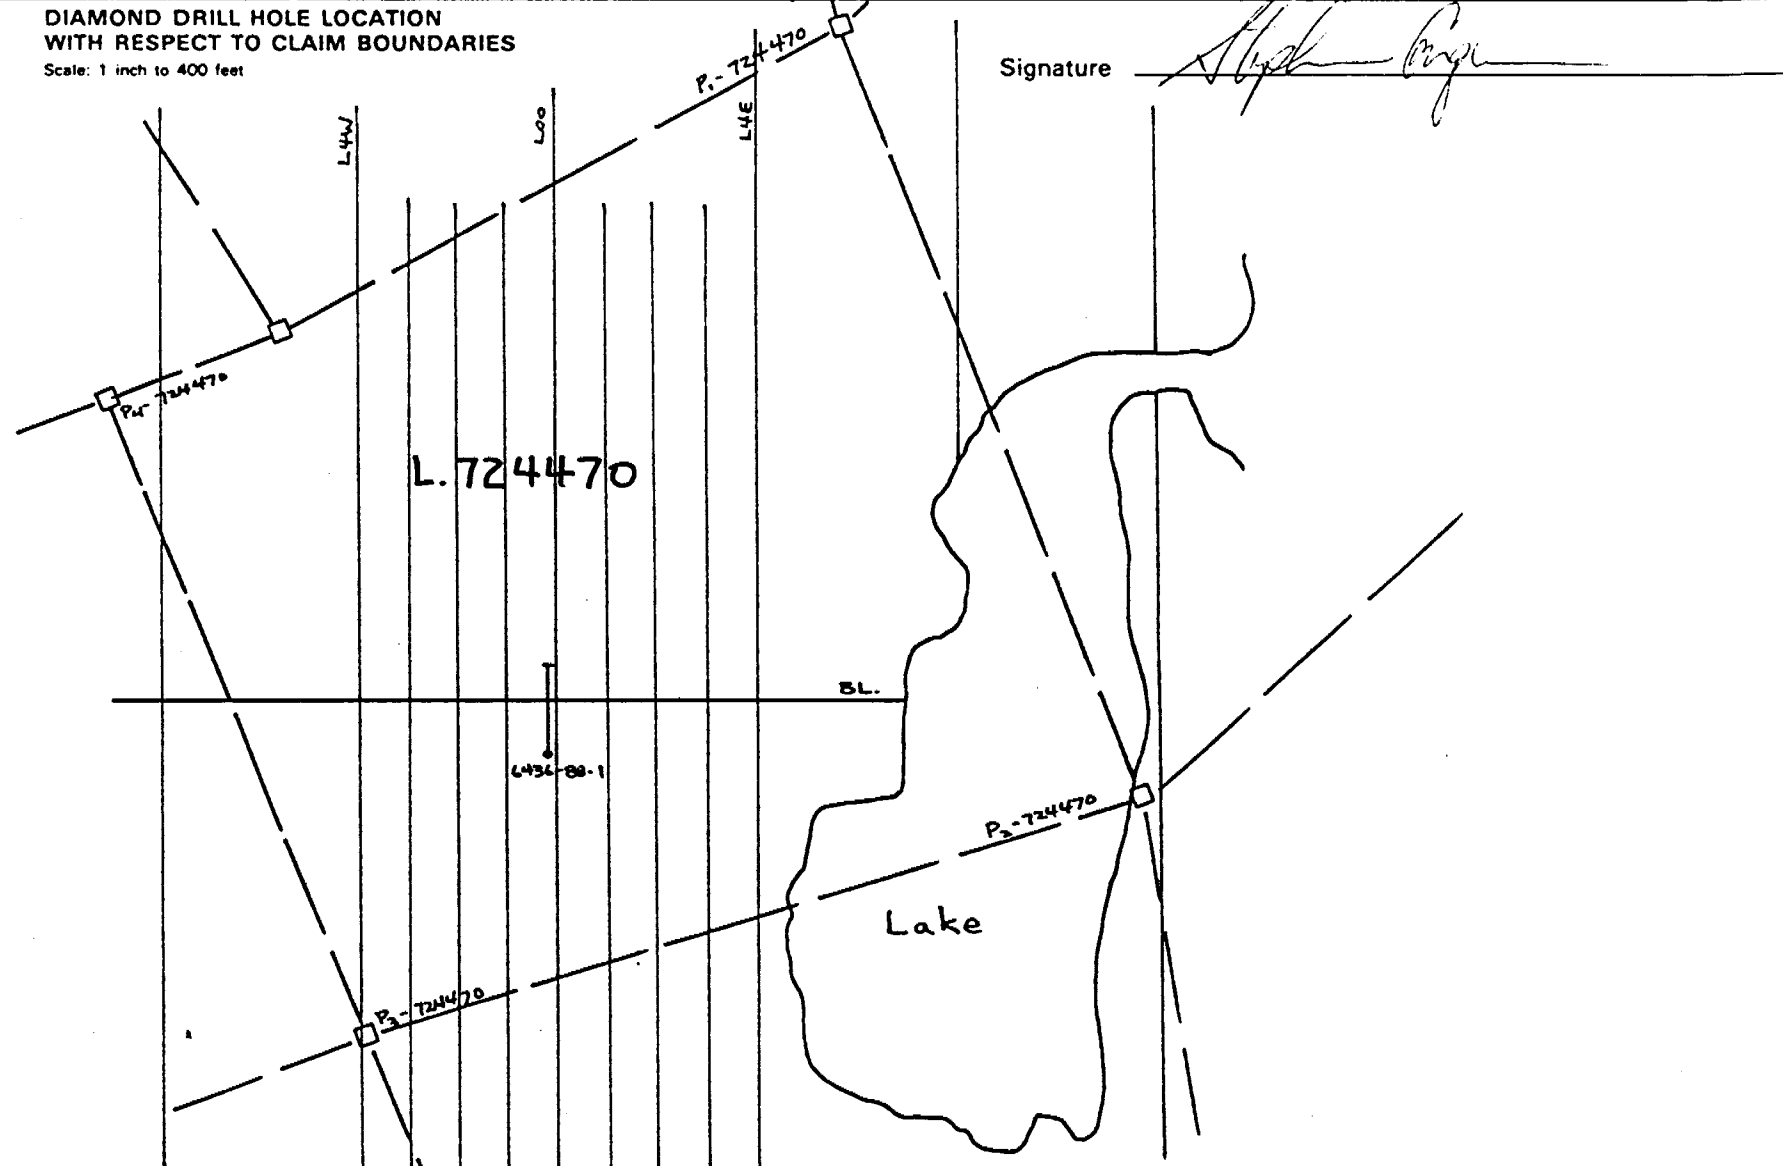 DIAMOND DRILL HOLE LOCATION
WITH RESPECT TO CLAIM BOUNDARIES
Scale: 1 inch to 400 feet
Signature
P1-724470
L4W
L00
L4E
P4-724470
L.724470
BL.
6436-88-1
P2-724470
Lake
P3-724470